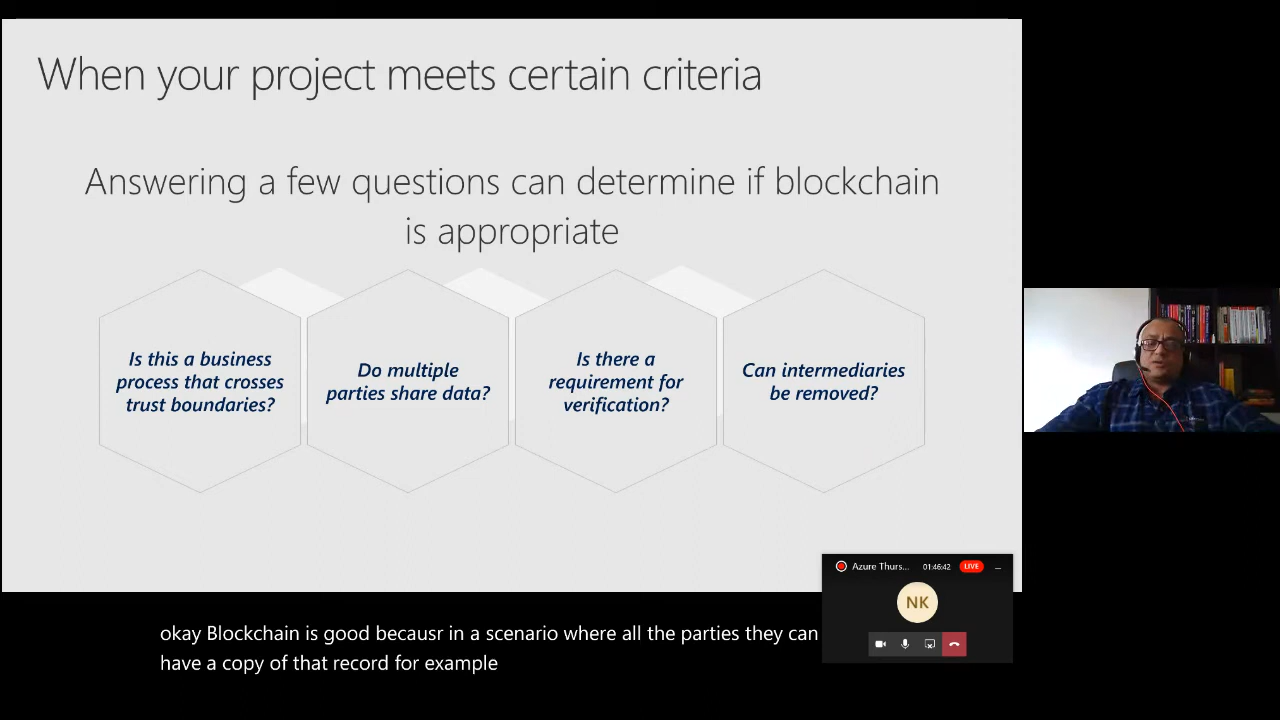 When your project meets certain criteria
Answering a few questions can determine if blockchain
is appropriate
Is this a business
process that crosses
trust boundaries?
Do multiple
parties share data?
Is there a
requirement for
verification?
Can intermediaries
be removed?
Azure Thurs... 01:46:42 LIVE
NK
okay Blockchain is good becausr in a scenario where all the parties they can
have a copy of that record for example